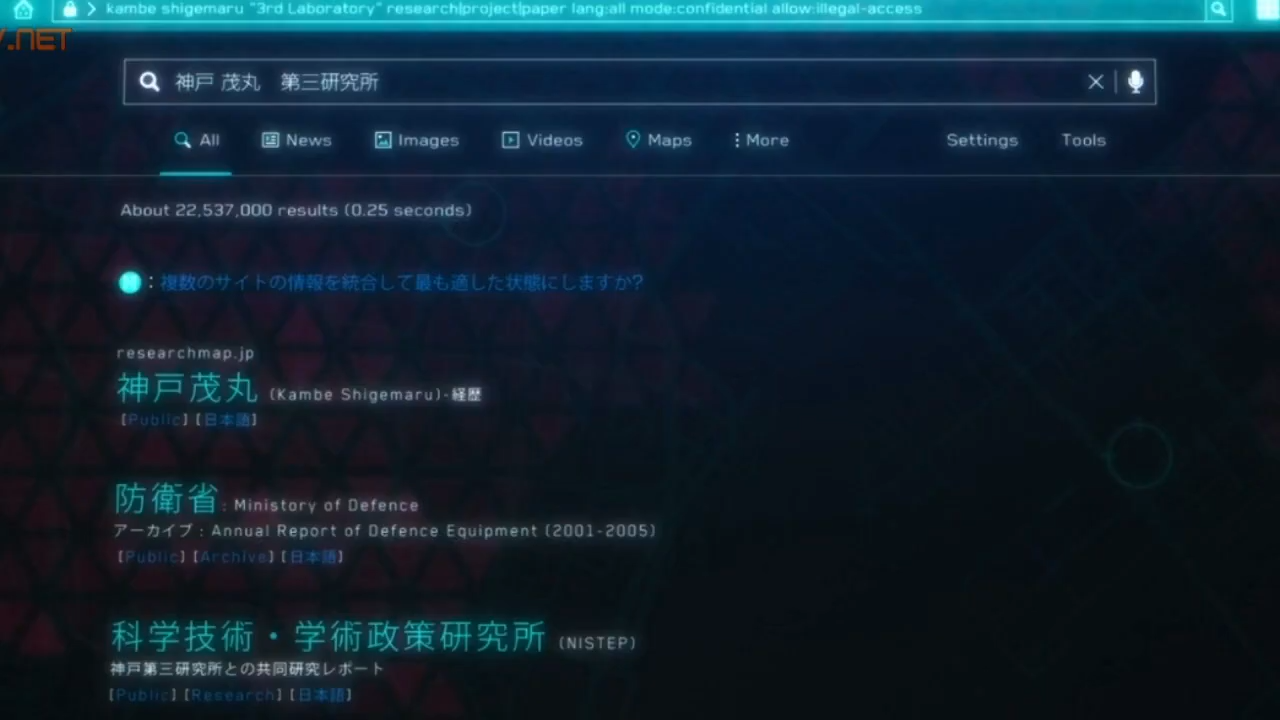 kambe shigemaru "3rd Laboratory" research|project|paper lang:all mode:confidential allow:illegal-access
.NET
神戸 茂丸　第三研究所
All News Images Videos Maps More Settings Tools
About 22,537,000 results (0.25 seconds)
：複数のサイトの情報を統合して最も適した状態にしますか?
researchmap.jp
神戸茂丸 (Kambe Shigemaru)-経歴
[Public] [日本語]
防衛省 : Ministory of Defence
アーカイブ : Annual Report of Defence Equipment (2001-2005)
[Public] [Archive] [日本語]
科学技術・学術政策研究所 (NISTEP)
神戸第三研究所との共同研究レポート
[Public] [Research] [日本語]